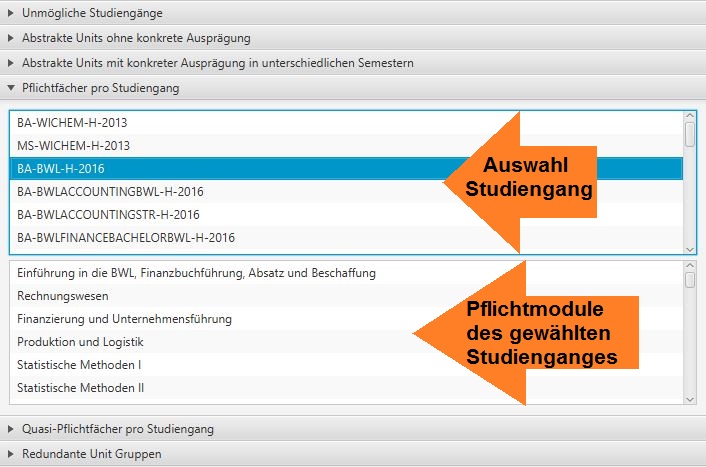 Unmögliche Studiengänge
Abstrakte Units ohne konkrete Ausprägung
Abstrakte Units mit konkreter Ausprägung in unterschiedlichen Semestern
Pflichtfächer pro Studiengang
BA-WICHEM-H-2013
MS-WICHEM-H-2013
BA-BWL-H-2016
BA-BWLACCOUNTINGBWL-H-2016
BA-BWLACCOUNTINGSTR-H-2016
BA-BWLFINANCEBACHELORBWL-H-2016
Auswahl
Studiengang
Einführung in die BWL, Finanzbuchführung, Absatz und Beschaffung
Rechnungswesen
Finanzierung und Unternehmensführung
Produktion und Logistik
Statistische Methoden I
Statistische Methoden II
Pflichtmodule
des gewählten
Studienganges
Quasi-Pflichtfächer pro Studiengang
Redundante Unit Gruppen